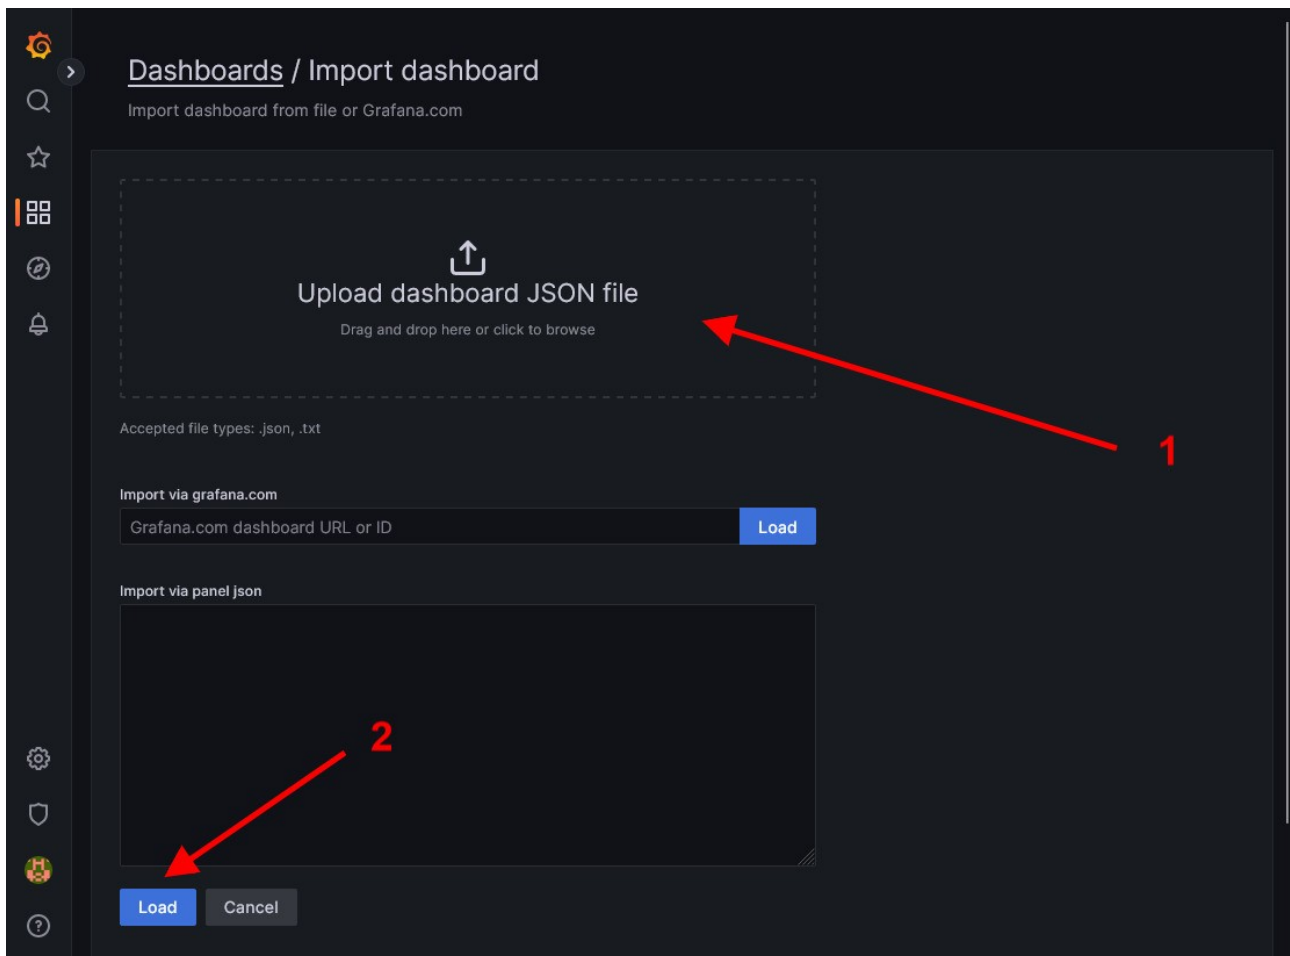 Dashboards / Import dashboard
Import dashboard from file or Grafana.com
Upload dashboard JSON file
Drag and drop here or click to browse
1
Accepted file types: .json, .txt
Import via grafana.com
Grafana.com dashboard URL or ID
Load
Import via panel json
2
Load
Cancel